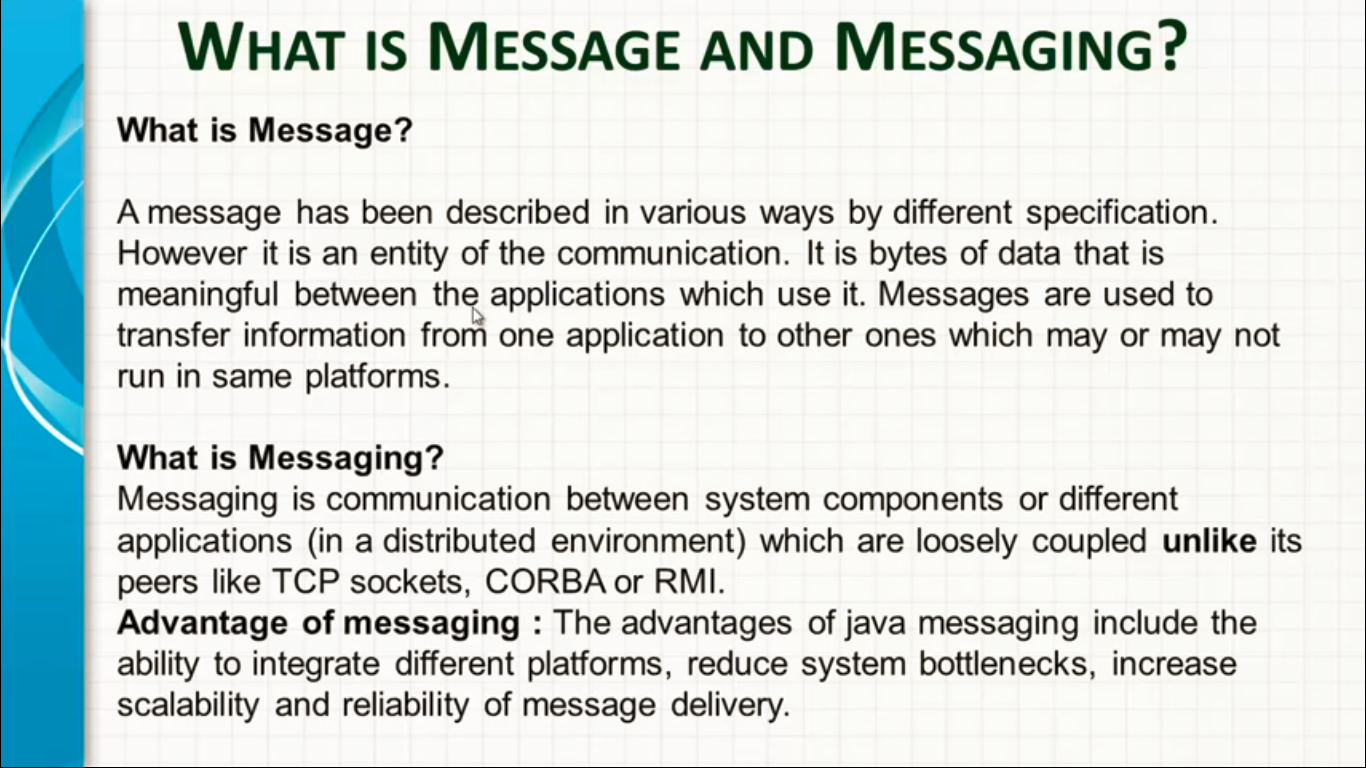 WHAT IS MESSAGE AND MESSAGING?
What is Message?
A message has been described in various ways by different specification.
However it is an entity of the communication. It is bytes of data that is
meaningful between the applications which use it. Messages are used to
transfer information from one application to other ones which may or may not
run in same platforms.
What is Messaging?
Messaging is communication between system components or different
applications (in a distributed environment) which are loosely coupled unlike its
peers like TCP sockets, CORBA or RMI.
Advantage of messaging : The advantages of java messaging include the
ability to integrate different platforms, reduce system bottlenecks, increase
scalability and reliability of message delivery.